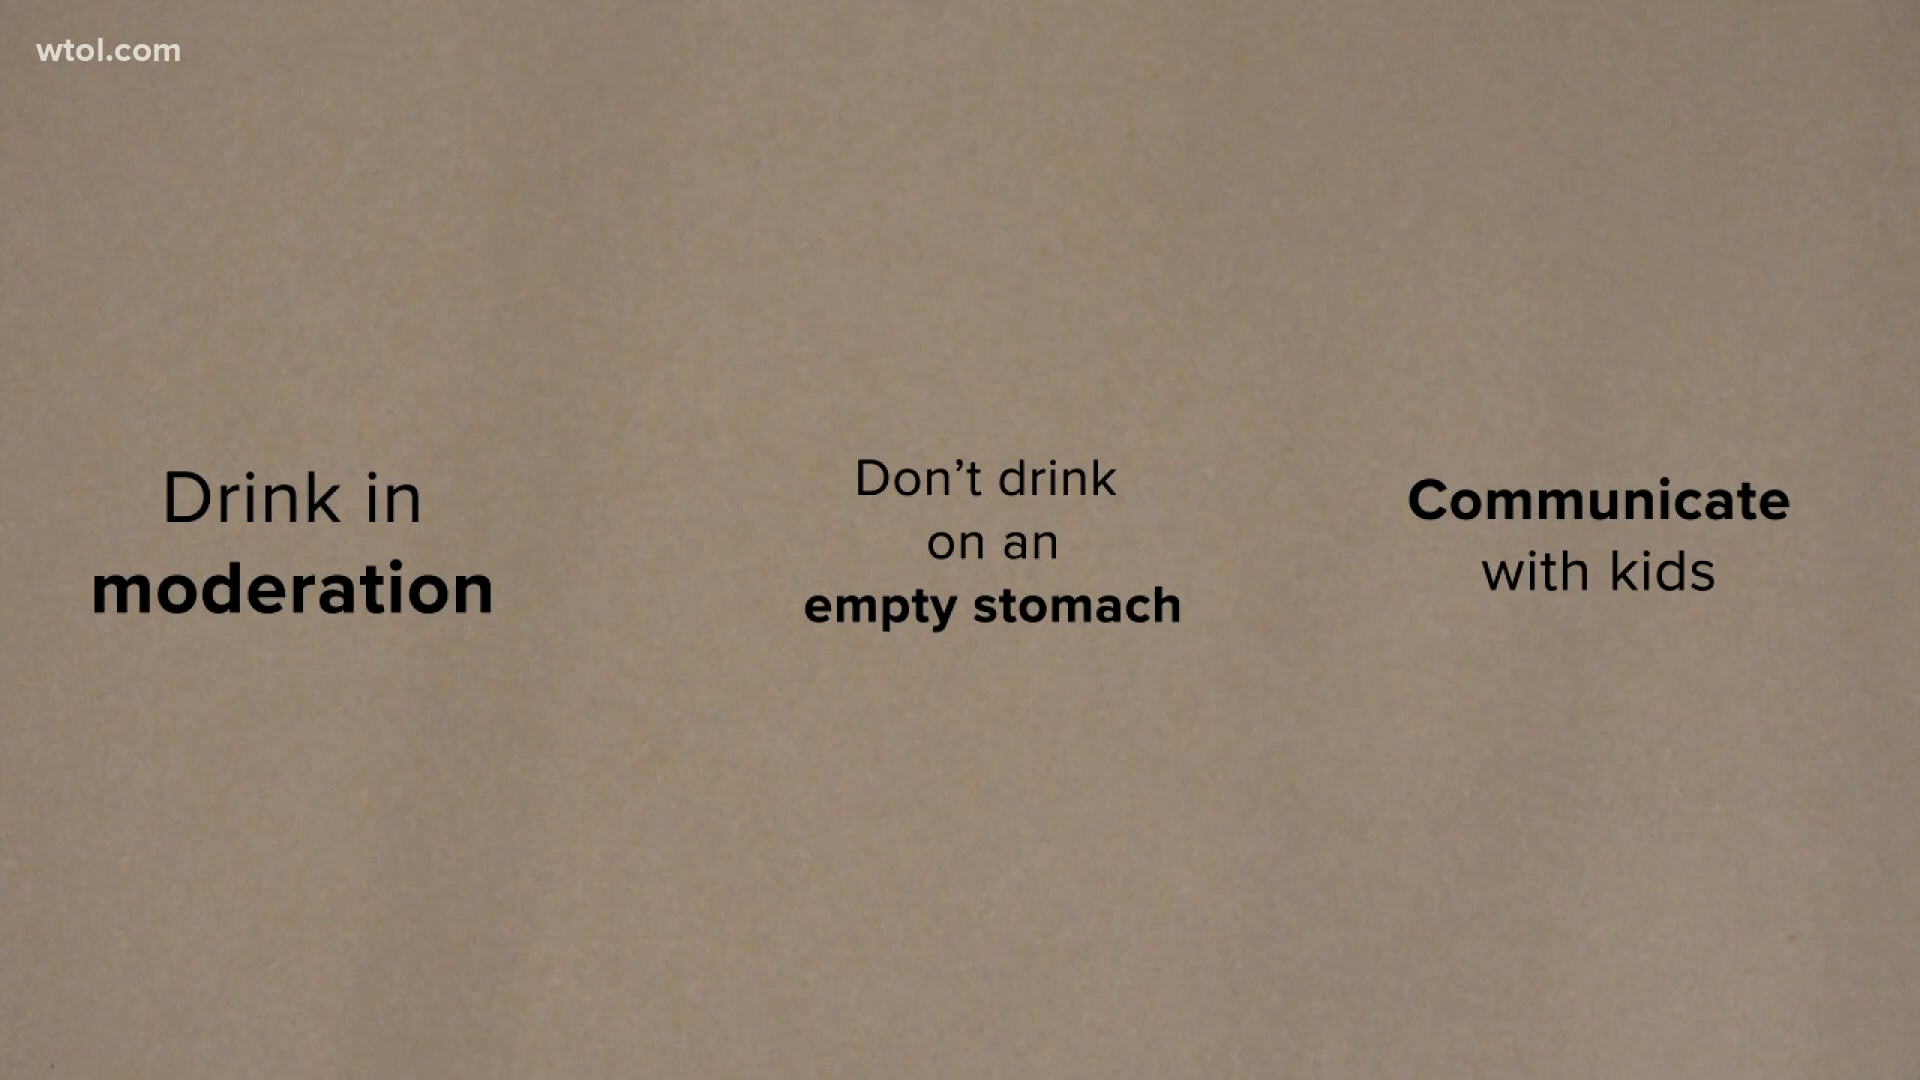 wtol.com
Drink in
moderation
Don’t drink
on an
empty stomach
Communicate
with kids